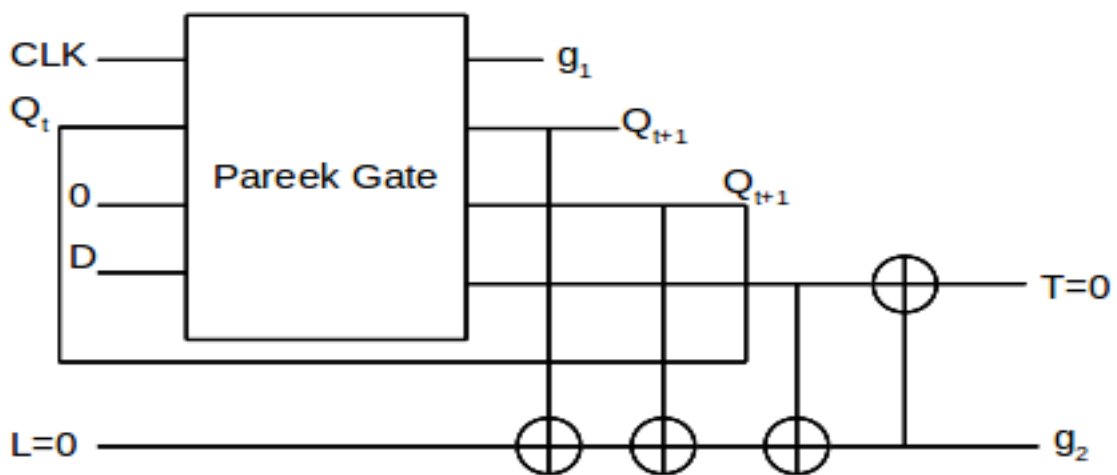 CLK
g₁
Qₜ
Qₜ₊₁
Pareek Gate
0
Qₜ₊₁
D
T=0
L=0
g₂